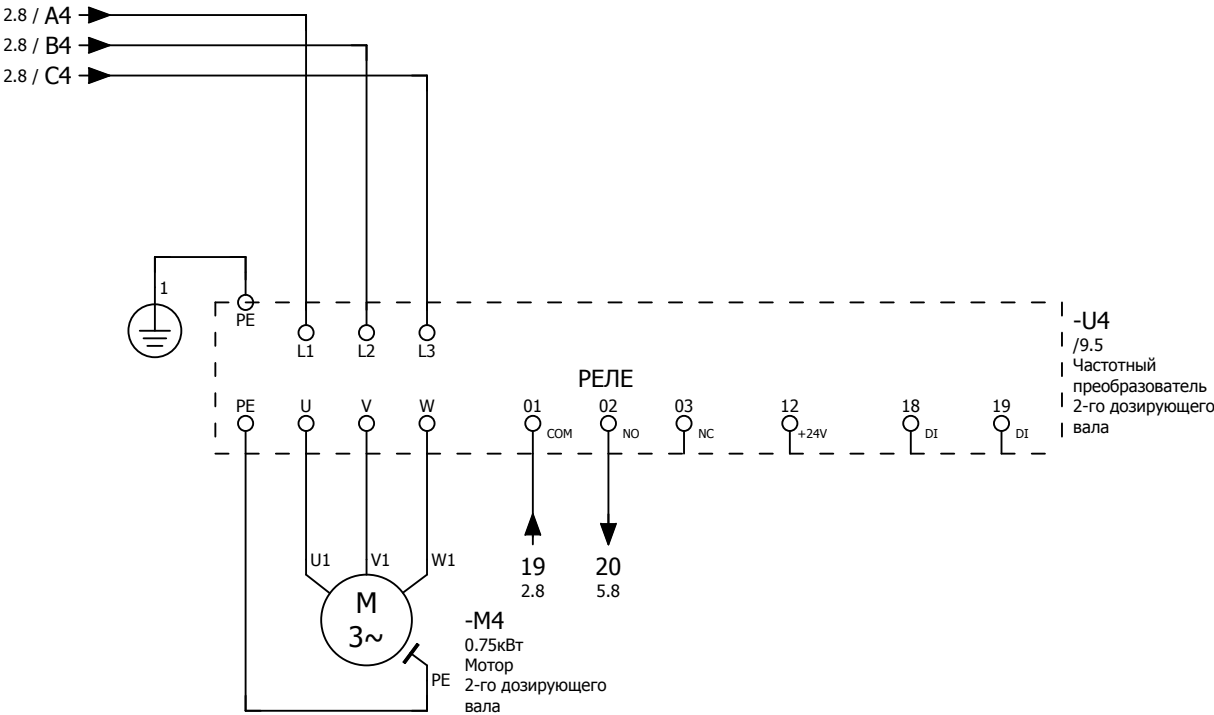 2.8 / A4
2.8 / B4
2.8 / C4
1
PE
L1 L2 L3
-U4
/9.5
Частотный
преобразователь
2-го дозирующего
вала
РЕЛЕ
PE U V W 01 02 03 12 18 19
COM NO NC +24V DI DI
U1 V1 W1
19 20
2.8 5.8
M
3~
-M4
0.75кВт
Мотор
2-го дозирующего
вала
PE